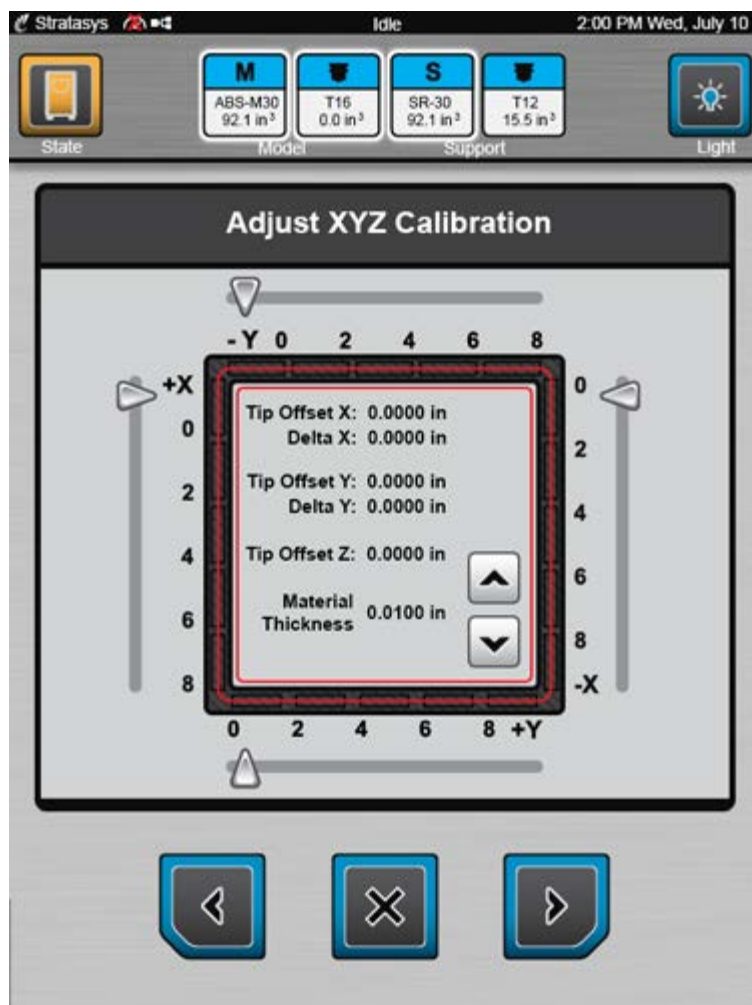 Stratasys Idle 2:00 PM Wed, July 10
M S
ABS-M30 T16 SR-30 T12
92.1 in³ 0.0 in³ 92.1 in³ 15.5 in³
State Model Support Light
Adjust XYZ Calibration
- Y 0 2 4 6 8
+X 0
0 2
2 4
4 6
6 8
8 -X
Tip Offset X: 0.0000 in
Delta X: 0.0000 in
Tip Offset Y: 0.0000 in
Delta Y: 0.0000 in
Tip Offset Z: 0.0000 in
Material
Thickness 0.0100 in
0 2 4 6 8 +Y